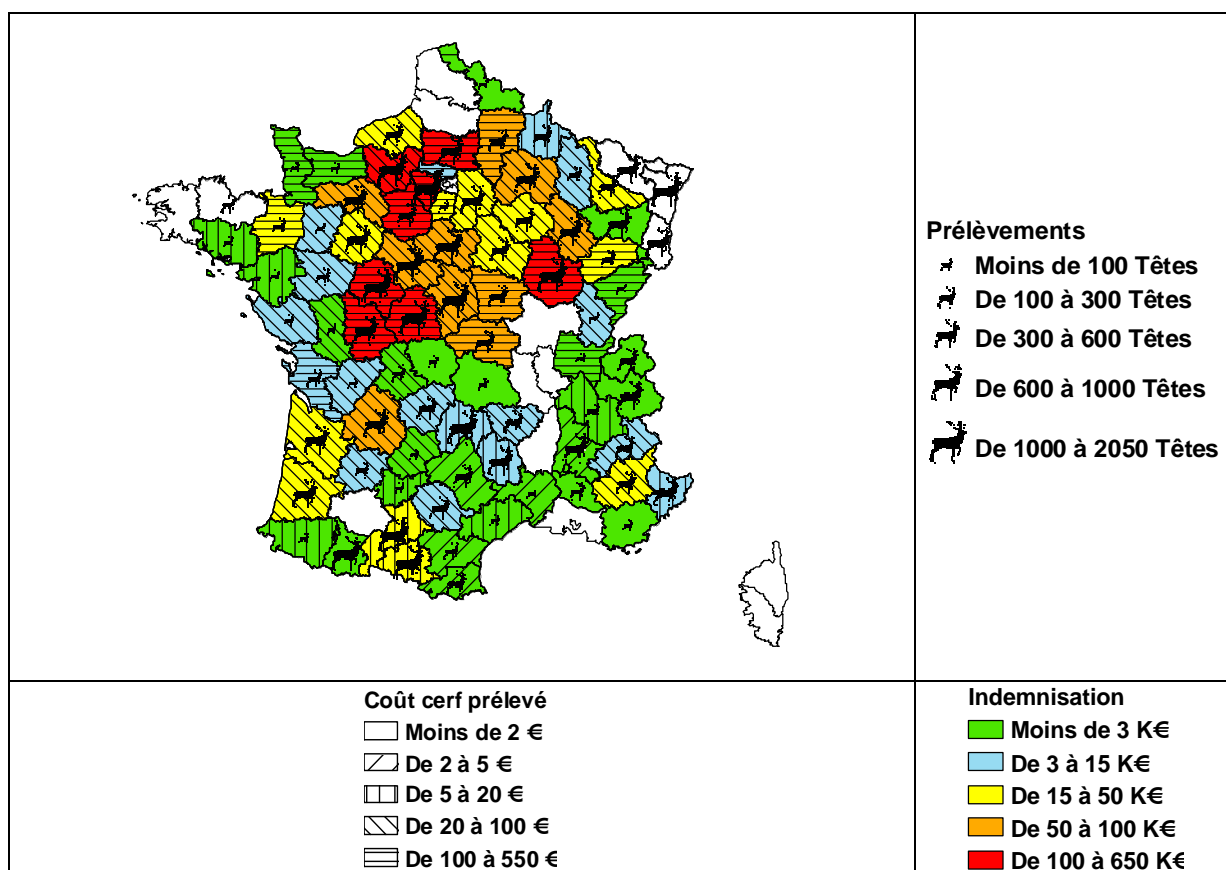 Prélèvements
Moins de 100 Têtes
De 100 à 300 Têtes
De 300 à 600 Têtes
De 600 à 1000 Têtes
De 1000 à 2050 Têtes
Coût cerf prélevé
Moins de 2 €
De 2 à 5 €
De 5 à 20 €
De 20 à 100 €
De 100 à 550 €
Indemnisation
Moins de 3 K€
De 3 à 15 K€
De 15 à 50 K€
De 50 à 100 K€
De 100 à 650 K€